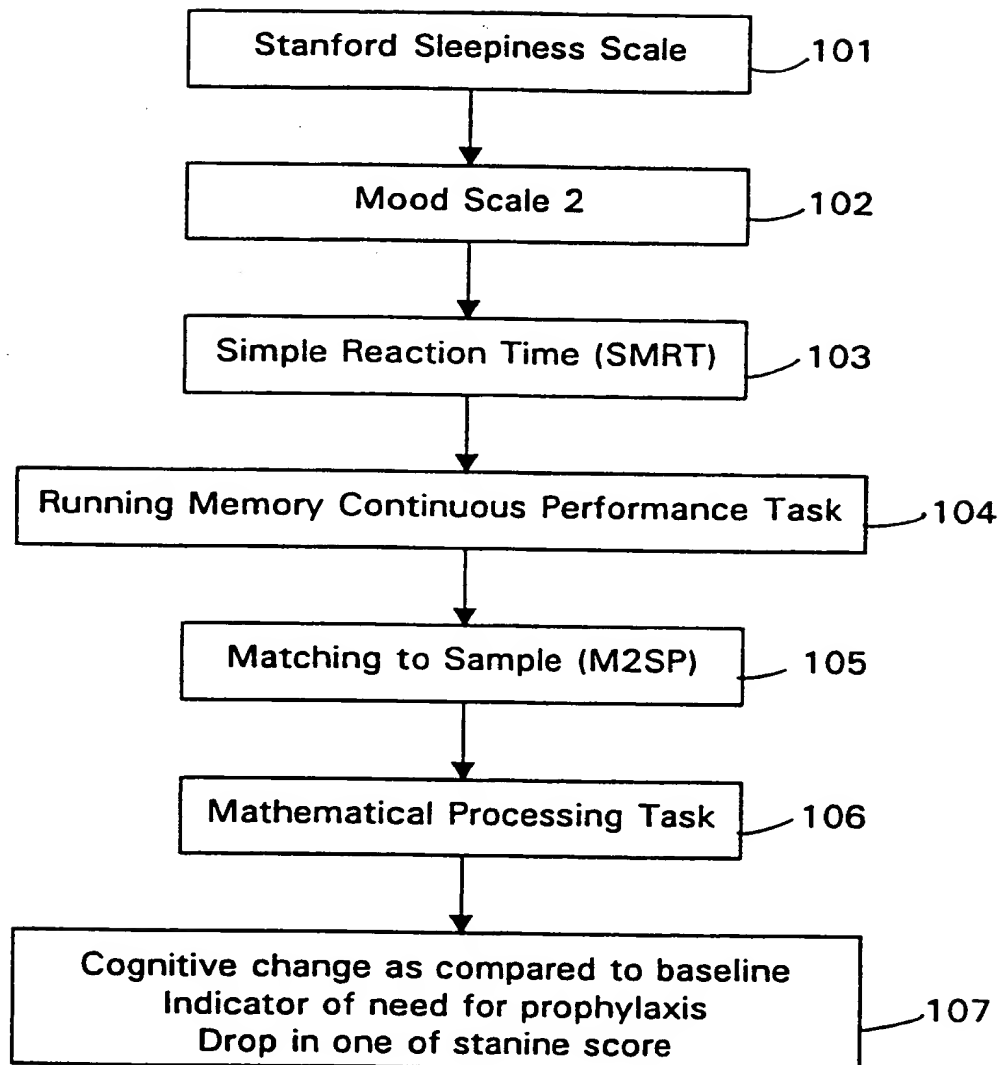 Stanford Sleepiness Scale 101
Mood Scale 2 102
Simple Reaction Time (SMRT) 103
Running Memory Continuous Performance Task 104
Matching to Sample (M2SP) 105
Mathematical Processing Task 106
Cognitive change as compared to baseline
Indicator of need for prophylaxis 107
Drop in one of stanine score